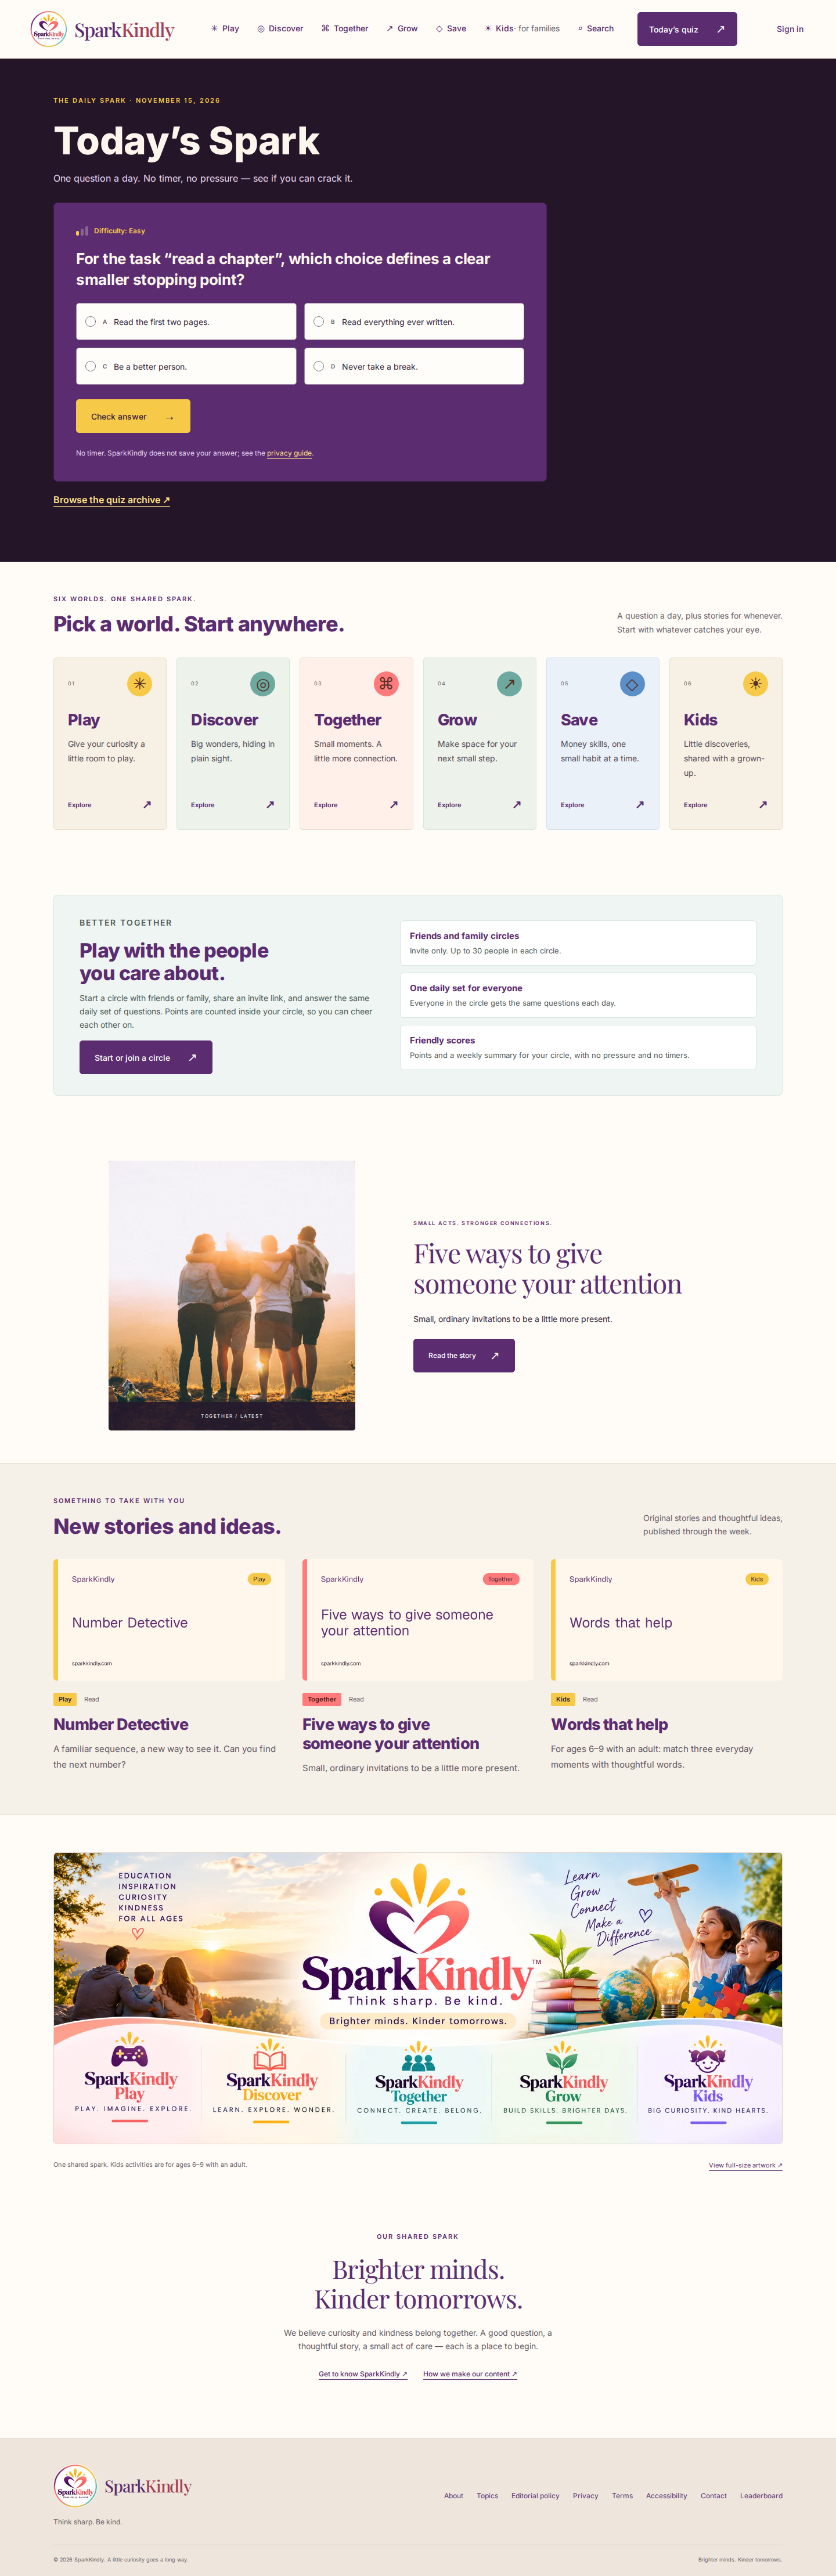 SparkKindly
Play
Discover
Together
Grow
Save
Kids · for families
Search
Today's quiz
Sign in
THE DAILY SPARK · NOVEMBER 15, 2026
Today's Spark
One question a day. No timer, no pressure — see if you can crack it.
Difficulty: Easy
For the task “read a chapter”, which choice defines a clear
smaller stopping point?
A Read the first two pages.
B Read everything ever written.
C Be a better person.
D Never take a break.
Check answer →
No timer. SparkKindly does not save your answer; see the privacy guide.
Browse the quiz archive ↗
SIX WORLDS. ONE SHARED SPARK.
Pick a world. Start anywhere.
A question a day, plus stories for whenever.
Start with whatever catches your eye.
01
Play
Give your curiosity a
little room to play.
Explore ↗
02
Discover
Big wonders, hiding in
plain sight.
Explore ↗
03
Together
Small moments. A
little more connection.
Explore ↗
04
Grow
Make space for your
next small step.
Explore ↗
05
Save
Money skills, one
small habit at a time.
Explore ↗
06
Kids
Little discoveries,
shared with a grown-
up.
Explore ↗
BETTER TOGETHER
Play with the people
you care about.
Start a circle with friends or family, share an invite link, and answer the same
daily set of questions. Points are counted inside your circle, so you can cheer
each other on.
Start or join a circle ↗
Friends and family circles
Invite only. Up to 30 people in each circle.
One daily set for everyone
Everyone in the circle gets the same questions each day.
Friendly scores
Points and a weekly summary for your circle, with no pressure and no timers.
TOGETHER / LATEST
SMALL ACTS. STRONGER CONNECTIONS.
Five ways to give
someone your attention
Small, ordinary invitations to be a little more present.
Read the story ↗
SOMETHING TO TAKE WITH YOU
New stories and ideas.
Original stories and thoughtful ideas,
published through the week.
SparkKindly
Play
Number Detective
sparkkindly.com
Play Read
Number Detective
A familiar sequence, a new way to see it. Can you find
the next number?
SparkKindly
Together
Five ways to give someone
your attention
sparkkindly.com
Together Read
Five ways to give
someone your attention
Small, ordinary invitations to be a little more present.
SparkKindly
Kids
Words that help
sparkkindly.com
Kids Read
Words that help
For ages 6–9 with an adult: match three everyday
moments with thoughtful words.
EDUCATION
INSPIRATION
CURIOSITY
KINDNESS
FOR ALL AGES
SparkKindly™
Think sharp. Be kind.
Brighter minds. Kinder tomorrows.
Learn
Grow
Connect
Make a
Difference
SparkKindly
Play
PLAY. IMAGINE. EXPLORE.
SparkKindly
Discover
LEARN. EXPLORE. WONDER.
SparkKindly
Together
CONNECT. CREATE. BELONG.
SparkKindly
Grow
BUILD SKILLS. BRIGHTER DAYS.
SparkKindly
Kids
BIG CURIOSITY. KIND HEARTS.
One shared spark. Kids activities are for ages 6–9 with an adult.
View full-size artwork ↗
OUR SHARED SPARK
Brighter minds.
Kinder tomorrows.
We believe curiosity and kindness belong together. A good question, a
thoughtful story, a small act of care — each is a place to begin.
Get to know SparkKindly ↗
How we make our content ↗
SparkKindly
Think sharp. Be kind.
About
Topics
Editorial policy
Privacy
Terms
Accessibility
Contact
Leaderboard
© 2026 SparkKindly. A little curiosity goes a long way.
Brighter minds. Kinder tomorrows.